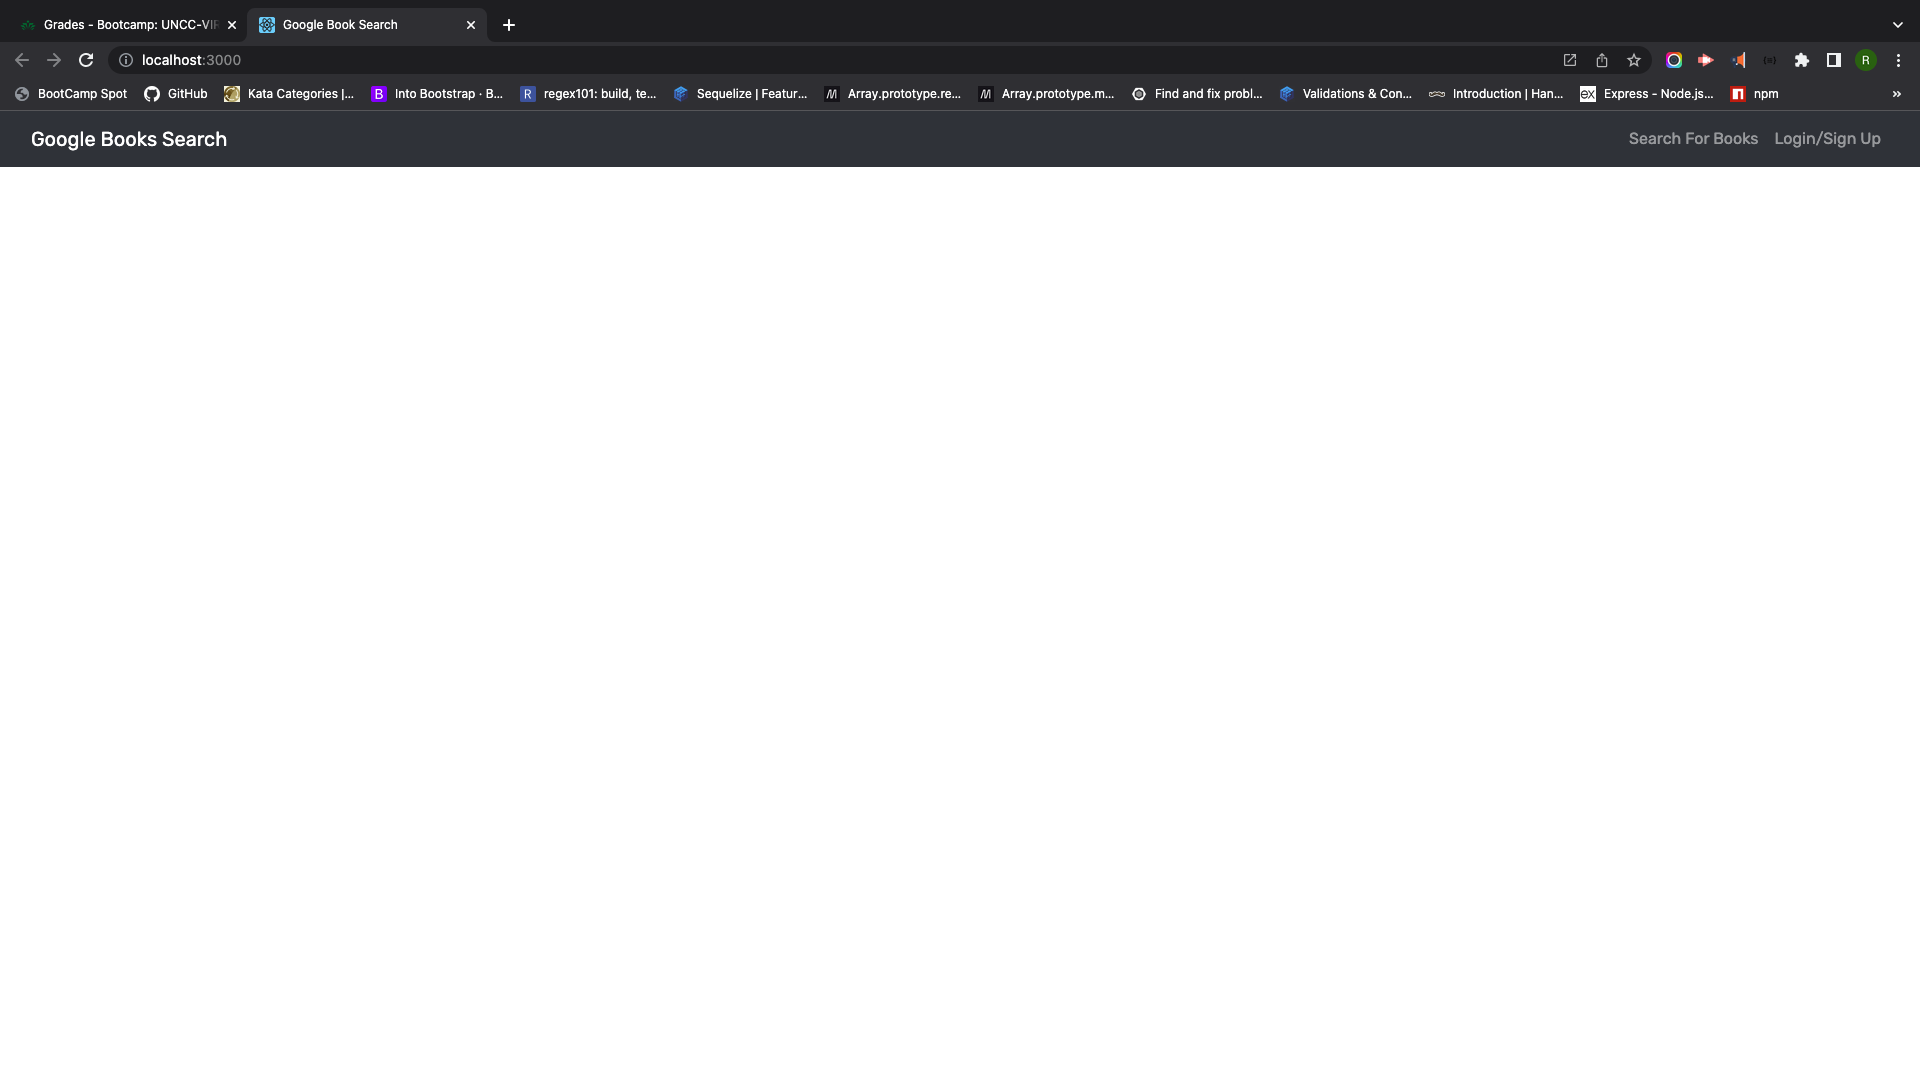 Grades - Bootcamp: UNCC-VIR
Google Book Search
localhost:3000
R
BootCamp Spot
GitHub
Kata Categories |...
B Into Bootstrap · B...
R regex101: build, te...
Sequelize | Featur...
Array.prototype.re...
Array.prototype.m...
Find and fix probl...
Validations & Con...
Introduction | Han...
ex Express - Node.js...
n npm
Google Books Search
Search For Books Login/Sign Up